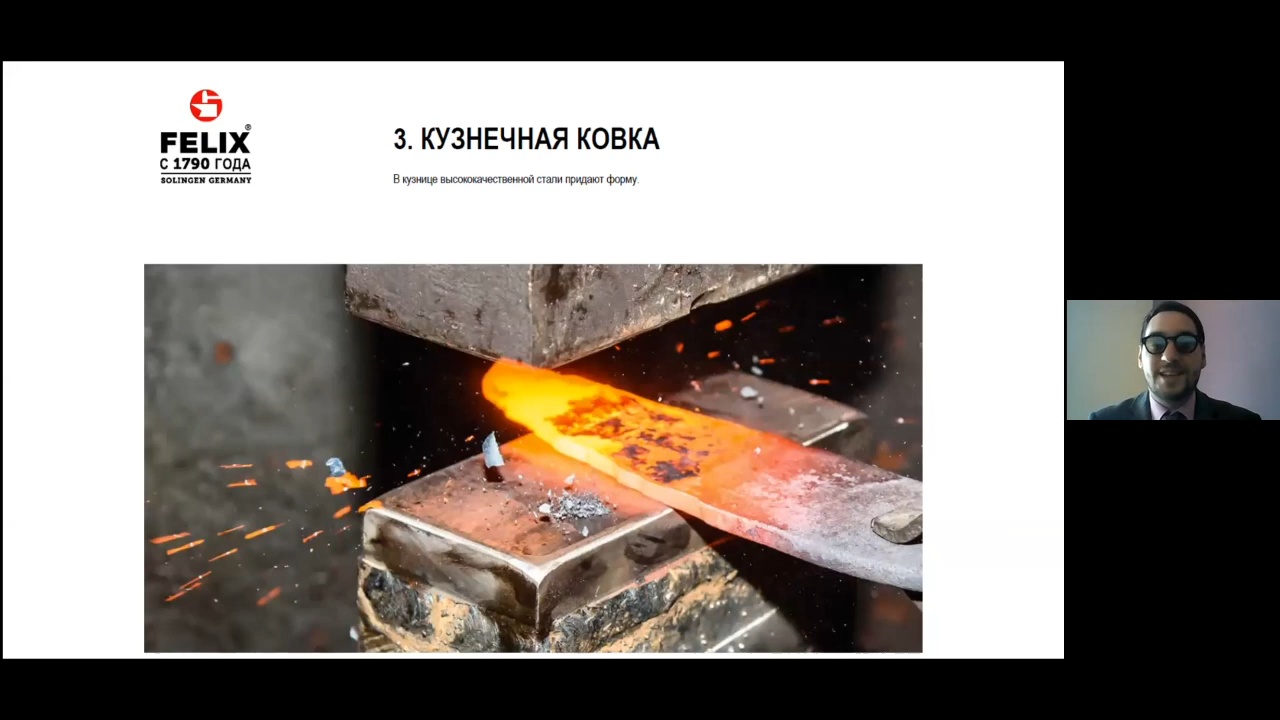 FELIX®
С 1790 ГОДА
SOLINGEN GERMANY
3. КУЗНЕЧНАЯ КОВКА
В кузнице высококачественной стали придают форму.